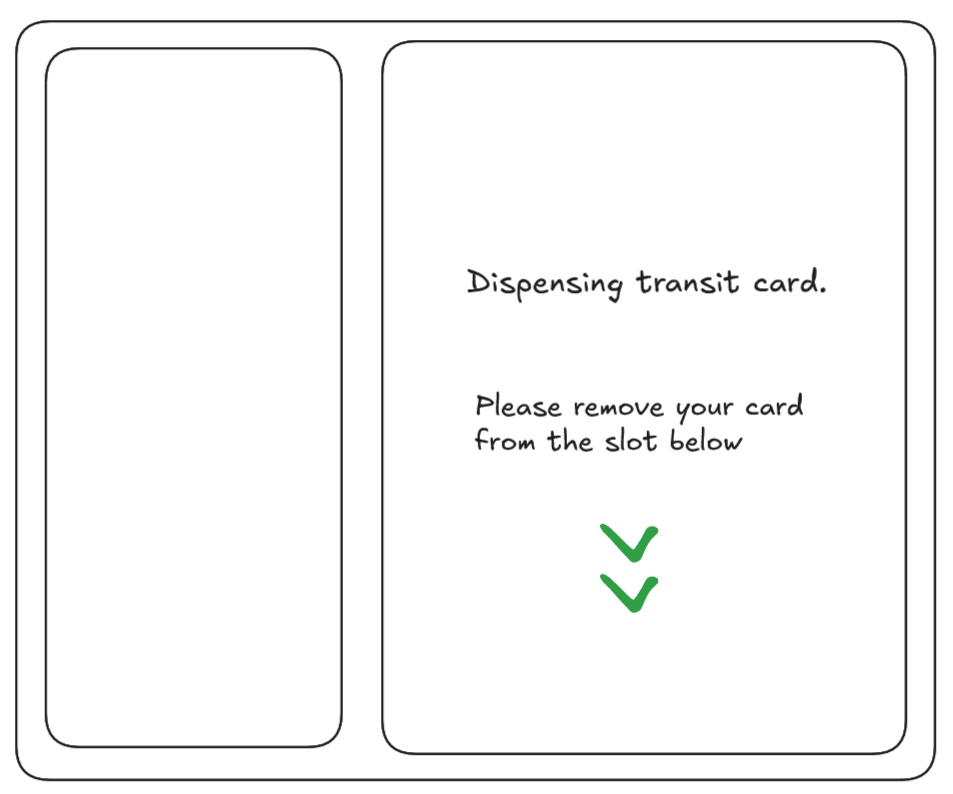 Dispensing transit card.
Please remove your card
from the slot below